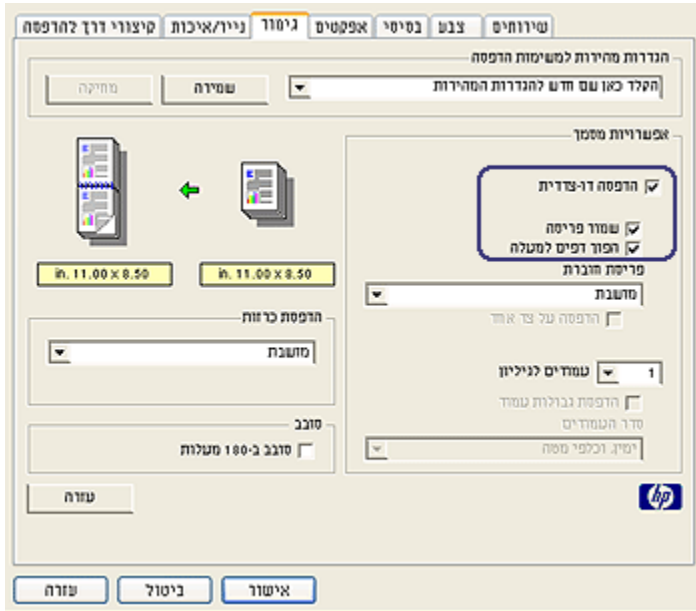 שירותים צבע בסיסי אפקטים גימור נייר/איכות קיצורי דרך להדפסה
הגדרות מהירות למשימות הדפסה
הקלד כאן שם חדש להגדרות המהירות
שמירה
מחיקה
אפשרויות מסמך
הדפסה דו-צדדית
שמור פריסה
הפוך דפים למעלה
פריסת חוברת
מושבת
הדפסה על צד אחד
1 עמודים לגיליון
הדפסת גבולות עמוד
סדר העמודים
ימין, וכלפי מטה
in. 11.00 x 8.50
in. 11.00 x 8.50
הדפסת כרזות
מושבת
סובב
סובב ב-180 מעלות
hp
עזרה
אישור
ביטול
עזרה